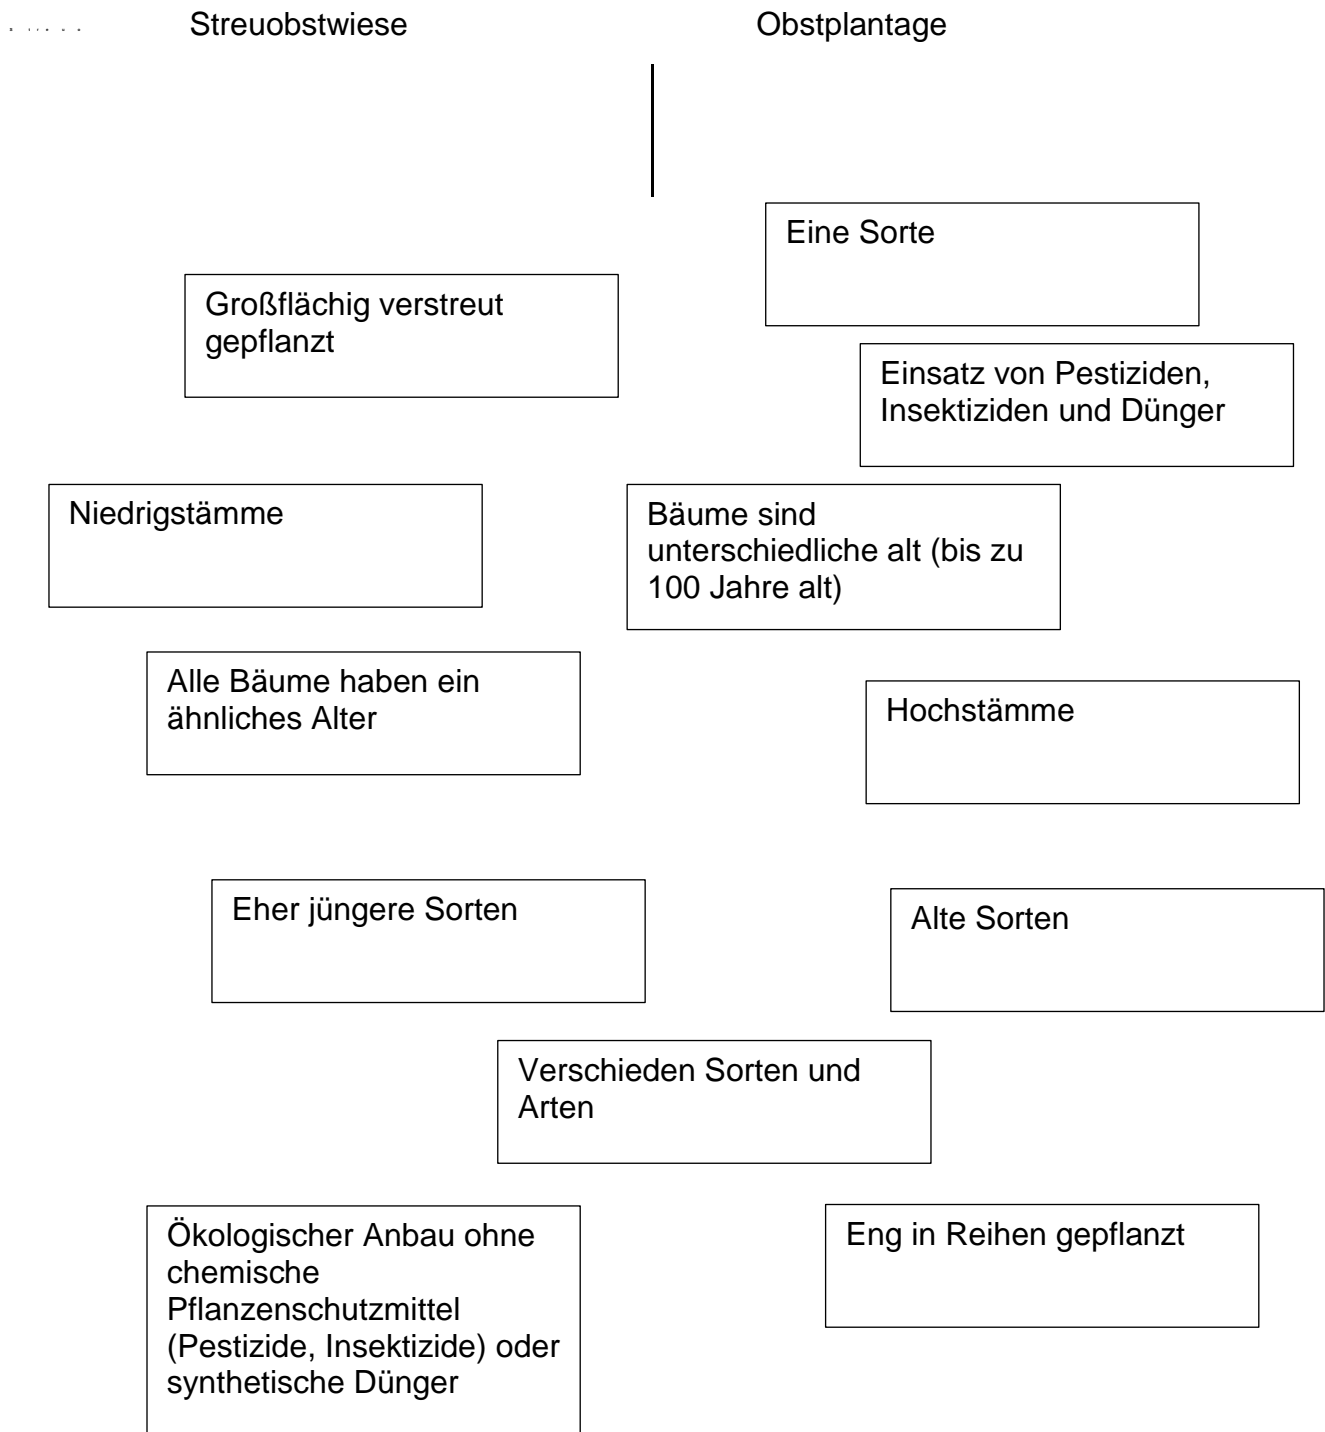 Streuobstwiese
Obstplantage
Eine Sorte
Großflächig verstreut
gepflanzt
Einsatz von Pestiziden,
Insektiziden und Dünger
Niedrigstämme
Bäume sind
unterschiedliche alt (bis zu
100 Jahre alt)
Alle Bäume haben ein
ähnliches Alter
Hochstämme
Eher jüngere Sorten
Alte Sorten
Verschieden Sorten und
Arten
Ökologischer Anbau ohne
chemische
Pflanzenschutzmittel
(Pestizide, Insektizide) oder
synthetische Dünger
Eng in Reihen gepflanzt